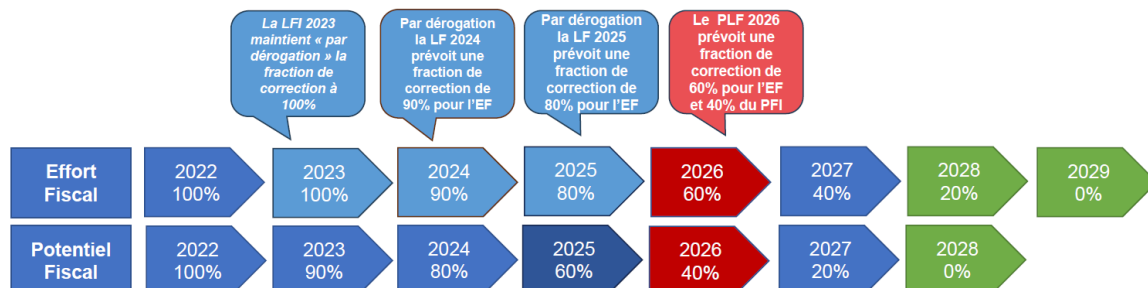 La LFI 2023
maintient « par
dérogation » la
fraction de
correction à
100%
Par dérogation
la LF 2024
prévoit une
fraction de
correction de
90% pour l'EF
Par dérogation
la LF 2025
prévoit une
fraction de
correction de
80% pour l'EF
Le PLF 2026
prévoit une
fraction de
correction de
60% pour l'EF
et 40% du PFI
Effort
Fiscal
2022
100%
2023
100%
2024
90%
2025
80%
2026
60%
2027
40%
2028
20%
2029
0%
Potentiel
Fiscal
2022
100%
2023
90%
2024
80%
2025
60%
2026
40%
2027
20%
2028
0%